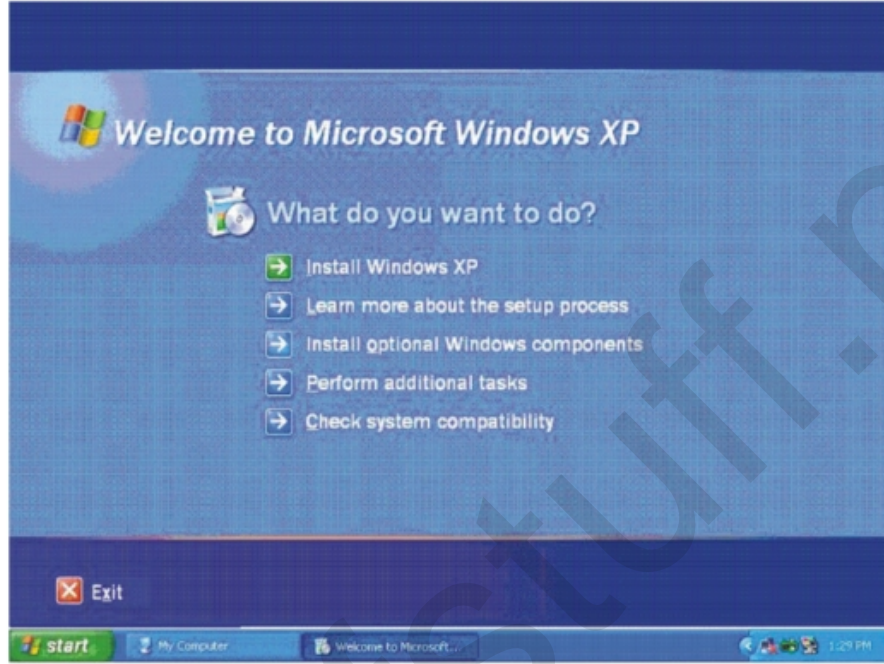 Welcome to Microsoft Windows XP
What do you want to do?
Install Windows XP
Learn more about the setup process
Install optional Windows components
Perform additional tasks
Check system compatibility
Exit
start
My Computer
Welcome to Microsoft...
1:29 PM